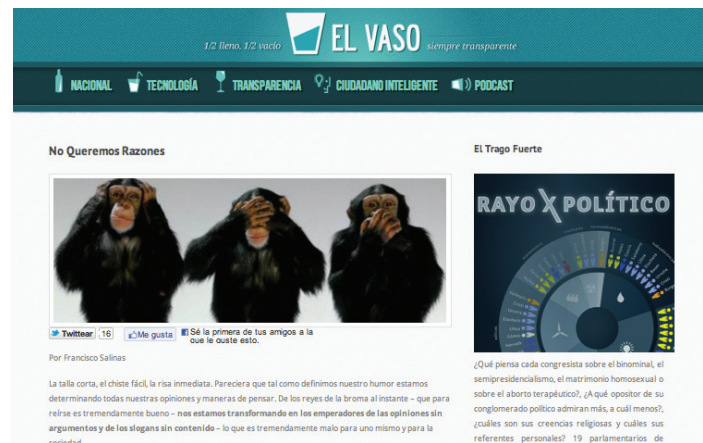 1/2 lleno, 1/2 vacío EL VASO siempre transparente
NACIONAL TECNOLOGÍA TRANSPARENCIA CIUDADANO INTELIGENTE PODCAST
No Queremos Razones
Twittear 16 Me gusta Sé la primera de tus amigos a la
que le guste esto.
Por Francisco Salinas
La talla corta, el chiste fácil, la risa inmediata. Pareciera que tal como definimos nuestro humor estamos
determinando todas nuestras opiniones y maneras de pensar. De los reyes de la broma al instante – que para
reírse es tremendamente bueno – nos estamos transformando en los emperadores de las opiniones sin
argumentos y de los slogans sin contenido – lo que es tremendamente malo para uno mismo y para la
sociedad
El Trago Fuerte
RAYO X POLÍTICO
¿Qué piensa cada congresista sobre el binominal, el
semipresidencialismo, el matrimonio homosexual o
sobre el aborto terapéutico?, ¿A qué opositor de su
conglomerado político admiran más, a cuál menos?,
¿cuáles son sus creencias religiosas y cuáles sus
referentes personales? 19 parlamentarios de